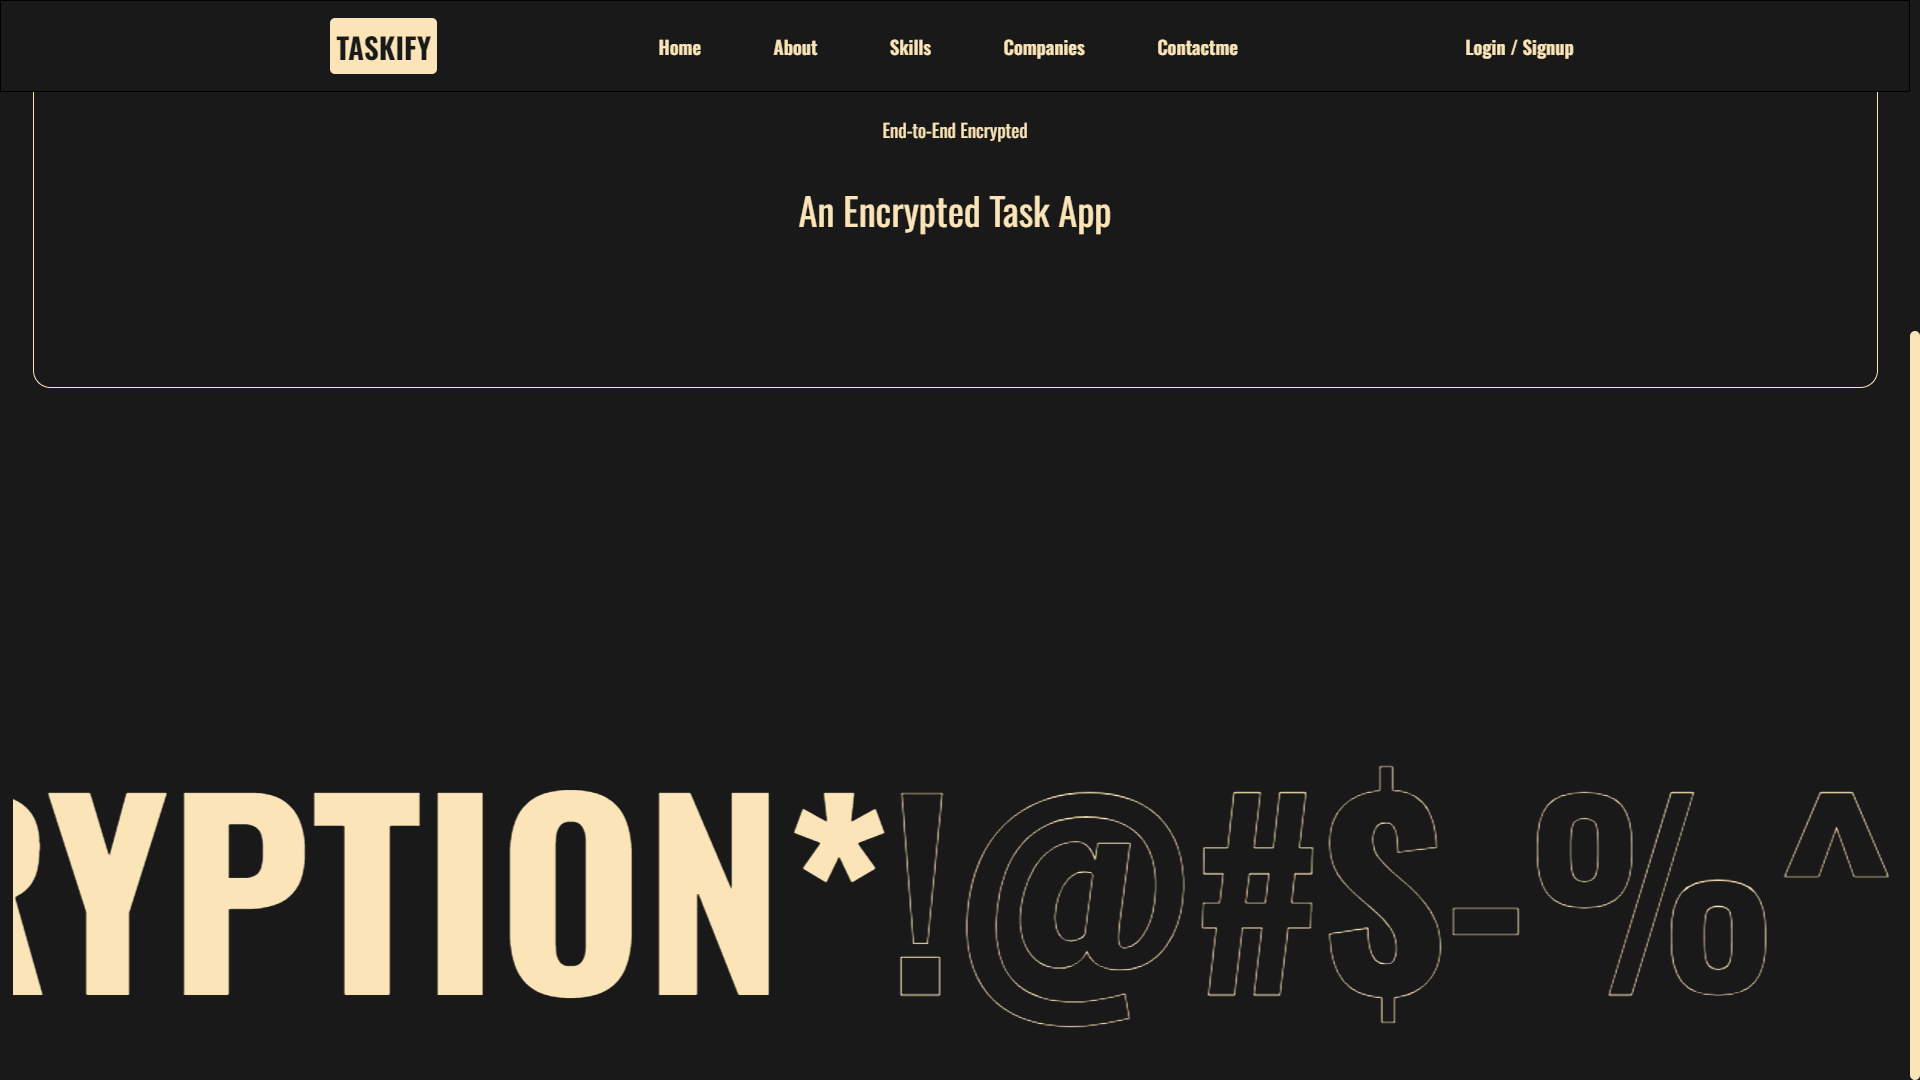 TASKIFY Home About Skills Companies Contactme Login / Signup
End-to-End Encrypted
An Encrypted Task App
RYPTION*!@#$-%^